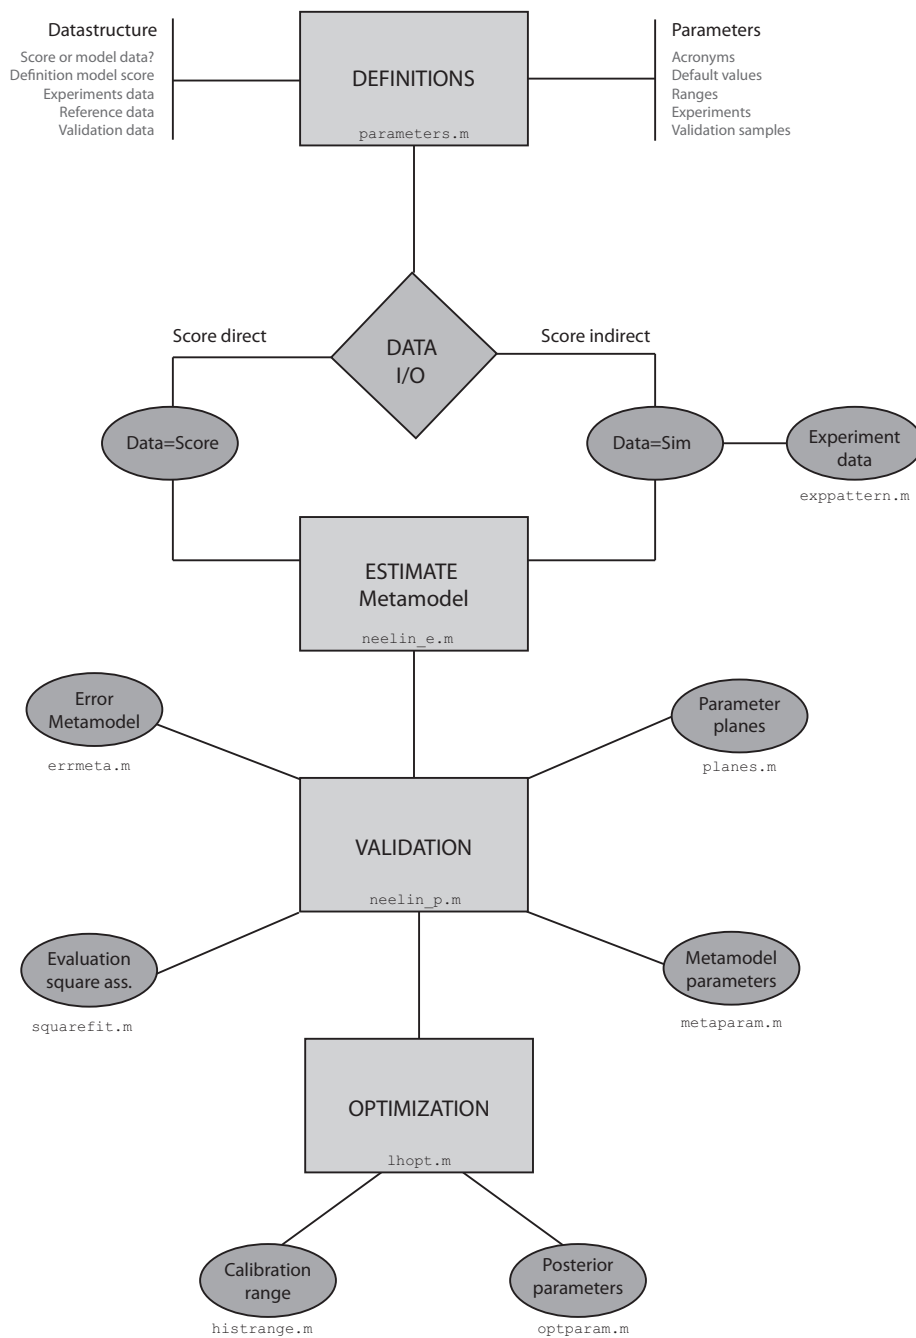 Datastructure
Score or model data?
Definition model score
Experiments data
Reference data
Validation data
DEFINITIONS
parameters.m
Parameters
Acronyms
Default values
Ranges
Experiments
Validation samples
DATA
I/O
Score direct
Score indirect
Data=Score
Data=Sim
Experiment
data
exppattern.m
ESTIMATE
Metamodel
neelin_e.m
Error
Metamodel
errmeta.m
Parameter
planes
planes.m
VALIDATION
neelin_p.m
Evaluation
square ass.
squarefit.m
Metamodel
parameters
metaparam.m
OPTIMIZATION
lhopt.m
Calibration
range
histrange.m
Posterior
parameters
optparam.m